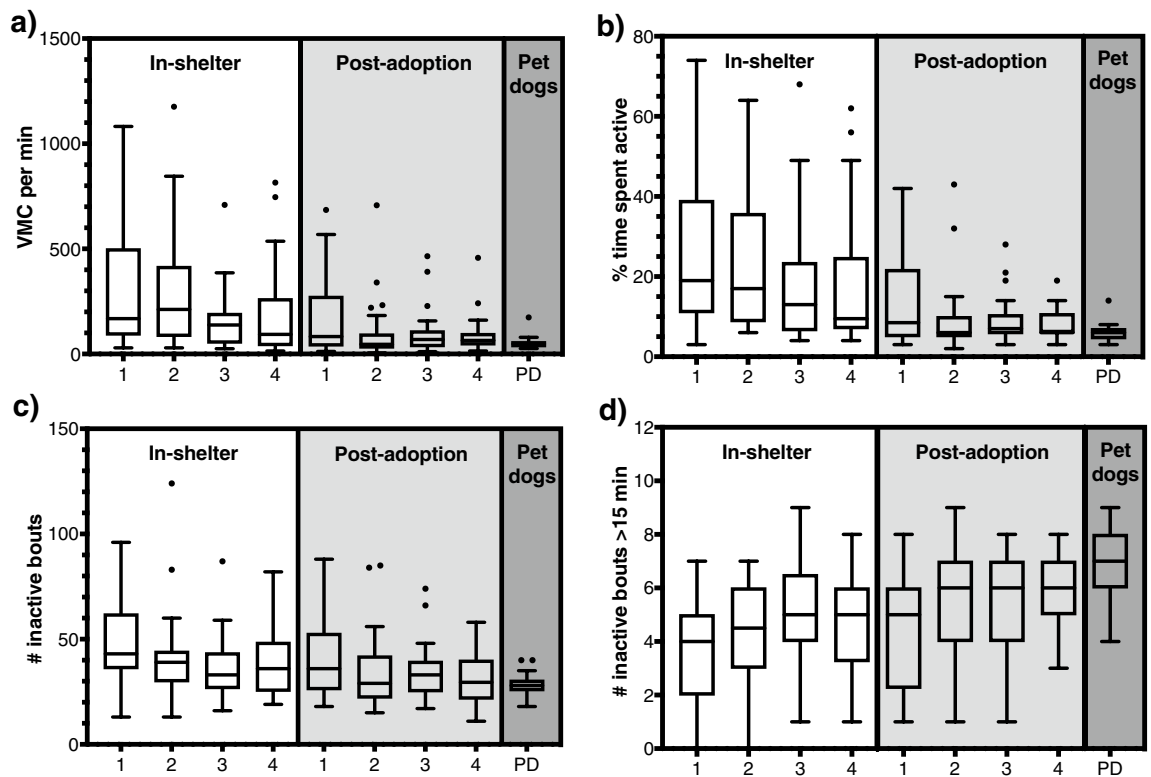 a)
1500
1000
500
0
VMC per min
In-shelter
Post-adoption
Pet
dogs
1 2 3 4 1 2 3 4 PD
b)
80
60
40
20
0
% time spent active
In-shelter
Post-adoption
Pet
dogs
1 2 3 4 1 2 3 4 PD
c)
150
100
50
0
# inactive bouts
In-shelter
Post-adoption
Pet
dogs
1 2 3 4 1 2 3 4 PD
d)
12
10
8
6
4
2
0
# inactive bouts >15 min
In-shelter
Post-adoption
Pet
dogs
1 2 3 4 1 2 3 4 PD